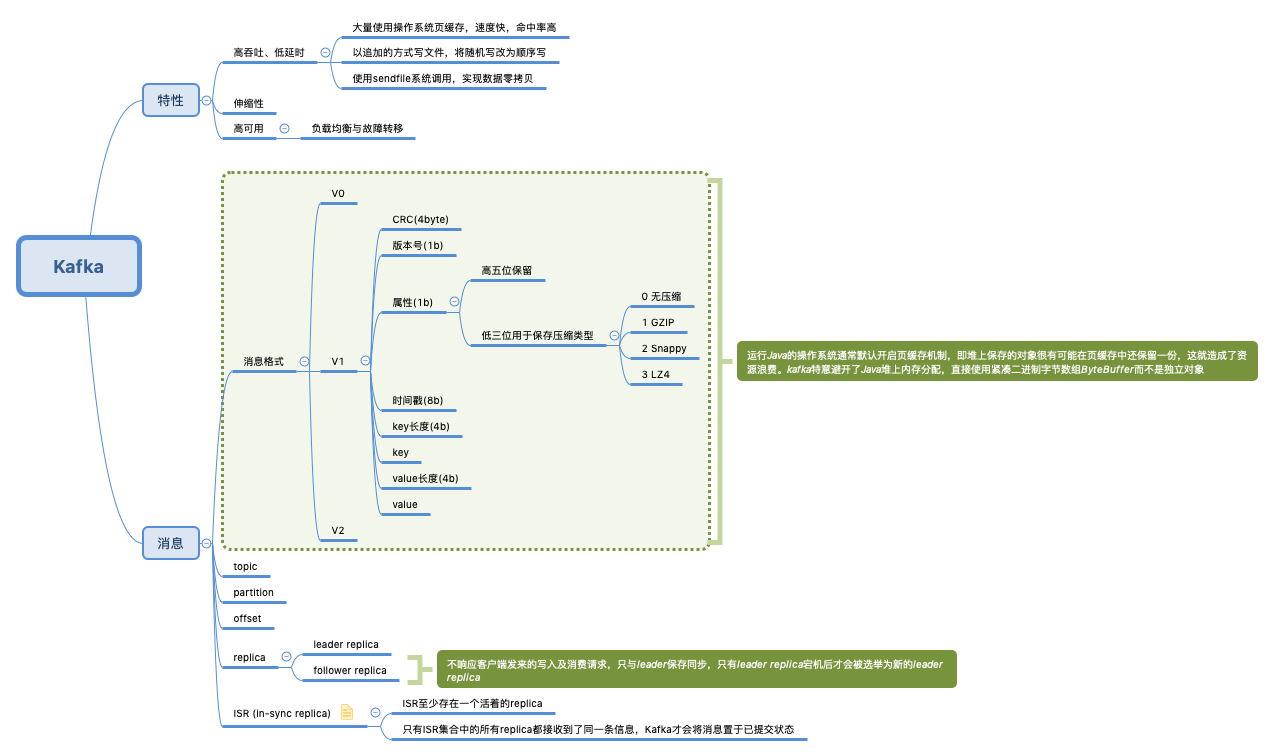 Kafka
特性
高吞吐、低延时
大量使用操作系统页缓存，速度快，命中率高
以追加的方式写文件，将随机写改为顺序写
使用sendfile系统调用，实现数据零拷贝
伸缩性
高可用
负载均衡与故障转移
消息
消息格式
V0
V1
CRC(4byte)
版本号(1b)
属性(1b)
高五位保留
低三位用于保存压缩类型
0 无压缩
1 GZIP
2 Snappy
3 LZ4
时间戳(8b)
key长度(4b)
key
value长度(4b)
value
V2
运行Java的操作系统通常默认开启页缓存机制，即堆上保存的对象很有可能在页缓存中还保留一份，这就造成了资
源浪费。kafka特意避开了Java堆上内存分配，直接使用紧凑二进制字节数组ByteBuffer而不是独立对象
topic
partition
offset
replica
leader replica
follower replica
不响应客户端发来的写入及消费请求，只与leader保存同步，只有leader replica宕机后才会被选举为新的leader
replica
ISR (in-sync replica)
ISR至少存在一个活着的replica
只有ISR集合中的所有replica都接收到了同一条信息，Kafka才会将消息置于已提交状态